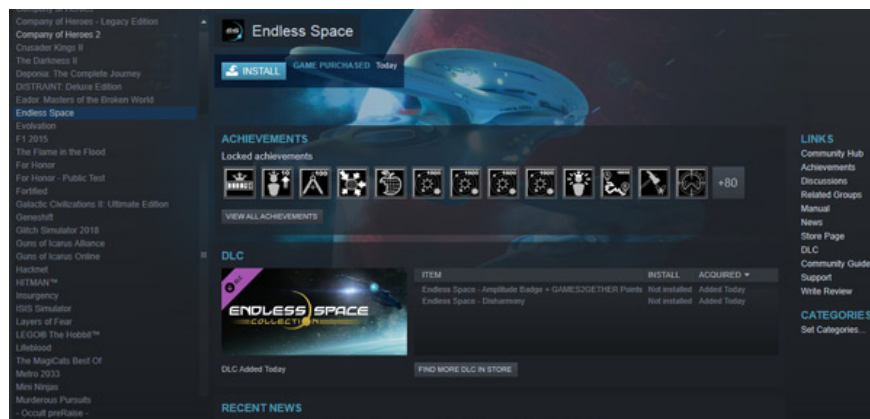 Company of Heroes
Company of Heroes - Legacy Edition
Company of Heroes 2
Crusader Kings II
The Darkness II
Deponia: The Complete Journey
DISTRAINT: Deluxe Edition
Eador. Masters of the Broken World
Endless Space
Evolvation
F1 2015
The Flame in the Flood
For Honor
For Honor - Public Test
Fortified
Galactic Civilizations II: Ultimate Edition
Geneshift
Glitch Simulator 2018
Guns of Icarus Alliance
Guns of Icarus Online
Hacknet
HITMAN™
Insurgency
ISIS Simulator
Layers of Fear
LEGO® The Hobbit™
Lifeblood
The MagiCats Best Of
Metro 2033
Mini Ninjas
Murderous Pursuits
- Occult preRaise -
ES Endless Space
INSTALL GAME PURCHASED Today
ACHIEVEMENTS
Locked achievements
+80
VIEW ALL ACHIEVEMENTS
DLC
DLC
ENDLESS SPACE
COLLECTION
DLC Added Today
ITEM INSTALL ACQUIRED
Endless Space - Amplitude Badge + GAMES2GETHER Points Not installed Added Today
Endless Space - Disharmony Not installed Added Today
FIND MORE DLC IN STORE
RECENT NEWS
LINKS
Community Hub
Achievements
Discussions
Related Groups
Manual
News
Store Page
DLC
Community Guide
Support
Write Review
CATEGORIES
Set Categories...